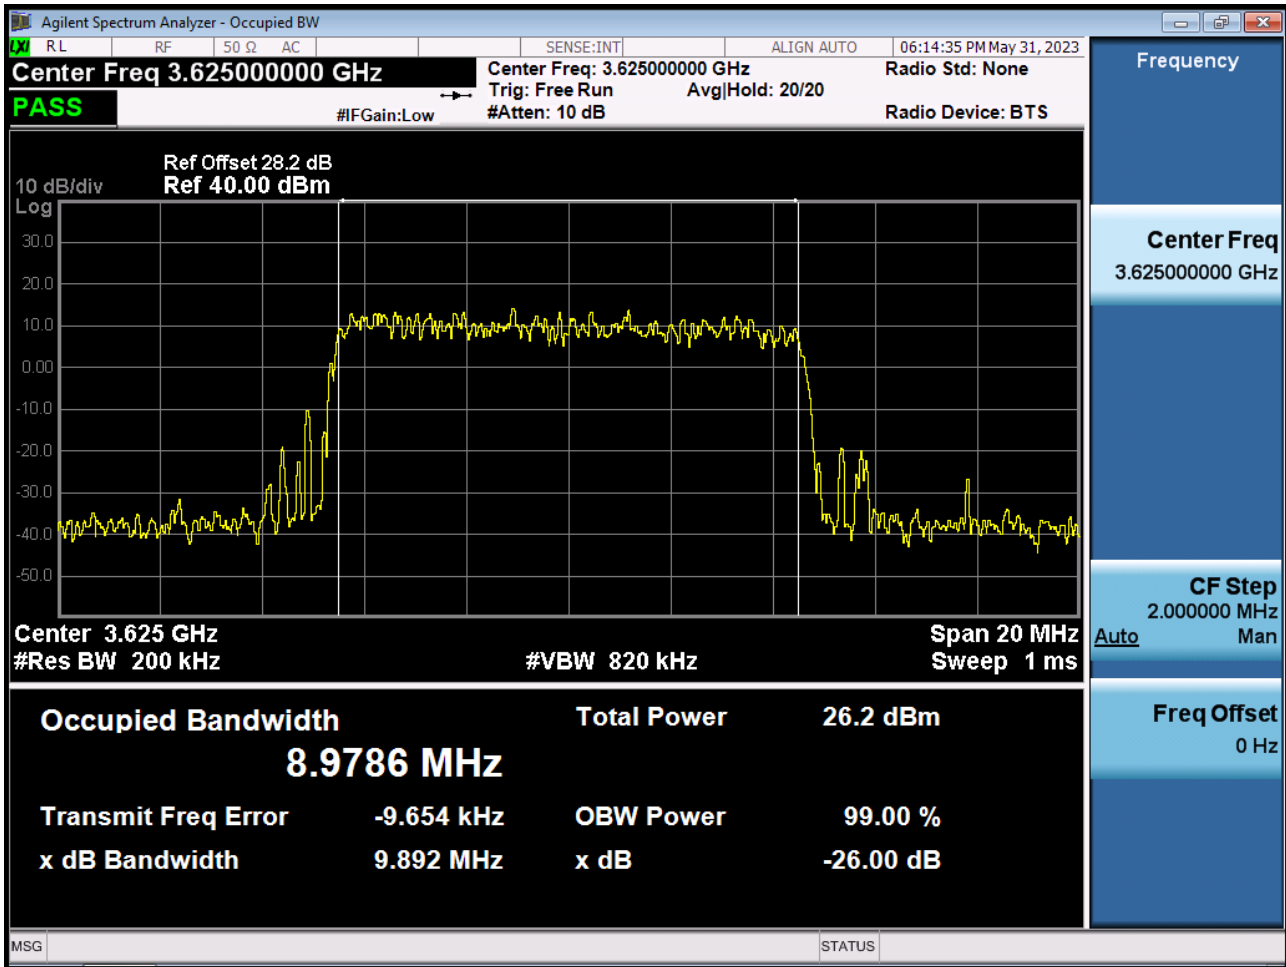 Agilent Spectrum Analyzer - Occupied BW
LXI RL RF 50 Ω AC SENSE:INT ALIGN AUTO 06:14:35 PM May 31, 2023
Center Freq 3.625000000 GHz
PASS
#IFGain:Low
Center Freq: 3.625000000 GHz
Trig: Free Run Avg|Hold: 20/20
#Atten: 10 dB
Radio Std: None
Radio Device: BTS
Ref Offset 28.2 dB
10 dB/div Ref 40.00 dBm
Log
30.0
20.0
10.0
0.00
-10.0
-20.0
-30.0
-40.0
-50.0
Center 3.625 GHz Span 20 MHz
#Res BW 200 kHz #VBW 820 kHz Sweep 1 ms
Occupied Bandwidth Total Power 26.2 dBm
8.9786 MHz
Transmit Freq Error -9.654 kHz OBW Power 99.00 %
x dB Bandwidth 9.892 MHz x dB -26.00 dB
Frequency
Center Freq
3.625000000 GHz
CF Step
2.000000 MHz
Auto Man
Freq Offset
0 Hz
MSG STATUS